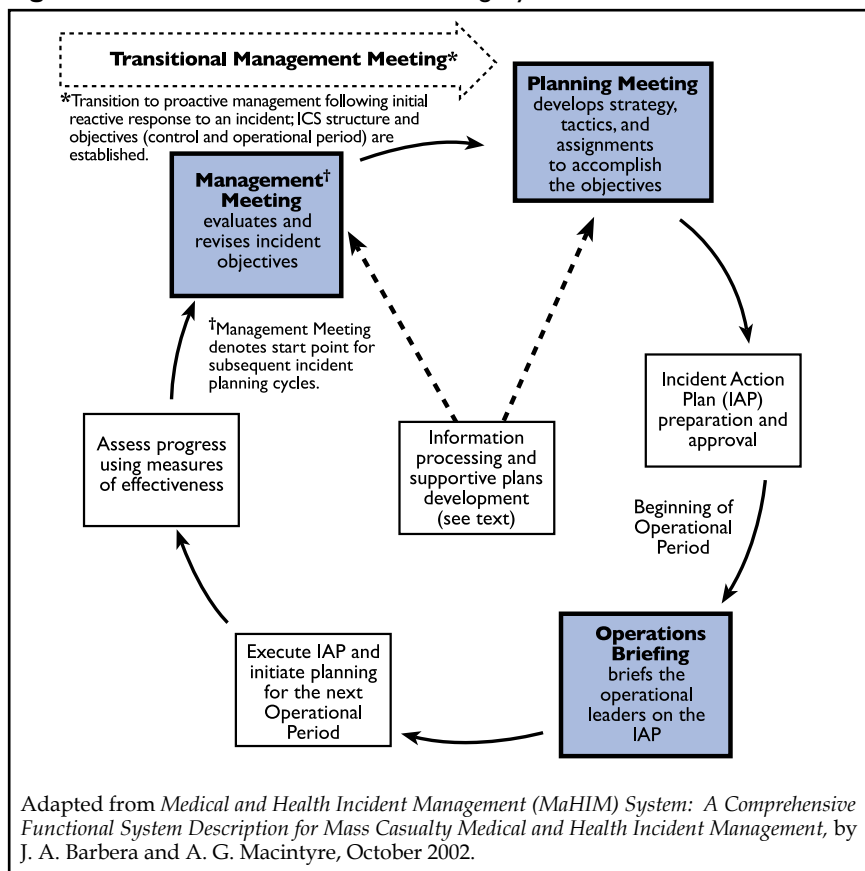 Transitional Management Meeting*
*Transition to proactive management following initial
reactive response to an incident; ICS structure and
objectives (control and operational period) are
established.
Planning Meeting
develops strategy,
tactics, and
assignments
to accomplish
the objectives
Management†
Meeting
evaluates and
revises incident
objectives
†Management Meeting
denotes start point for
subsequent incident
planning cycles.
Incident Action
Plan (IAP)
preparation and
approval
Assess progress
using measures
of effectiveness
Information
processing and
supportive plans
development
(see text)
Beginning of
Operational
Period
Operations
Briefing
briefs the
operational
leaders on the
IAP
Execute IAP and
initiate planning
for the next
Operational
Period
Adapted from Medical and Health Incident Management (MaHIM) System: A Comprehensive
Functional System Description for Mass Casualty Medical and Health Incident Management, by
J. A. Barbera and A. G. Macintyre, October 2002.